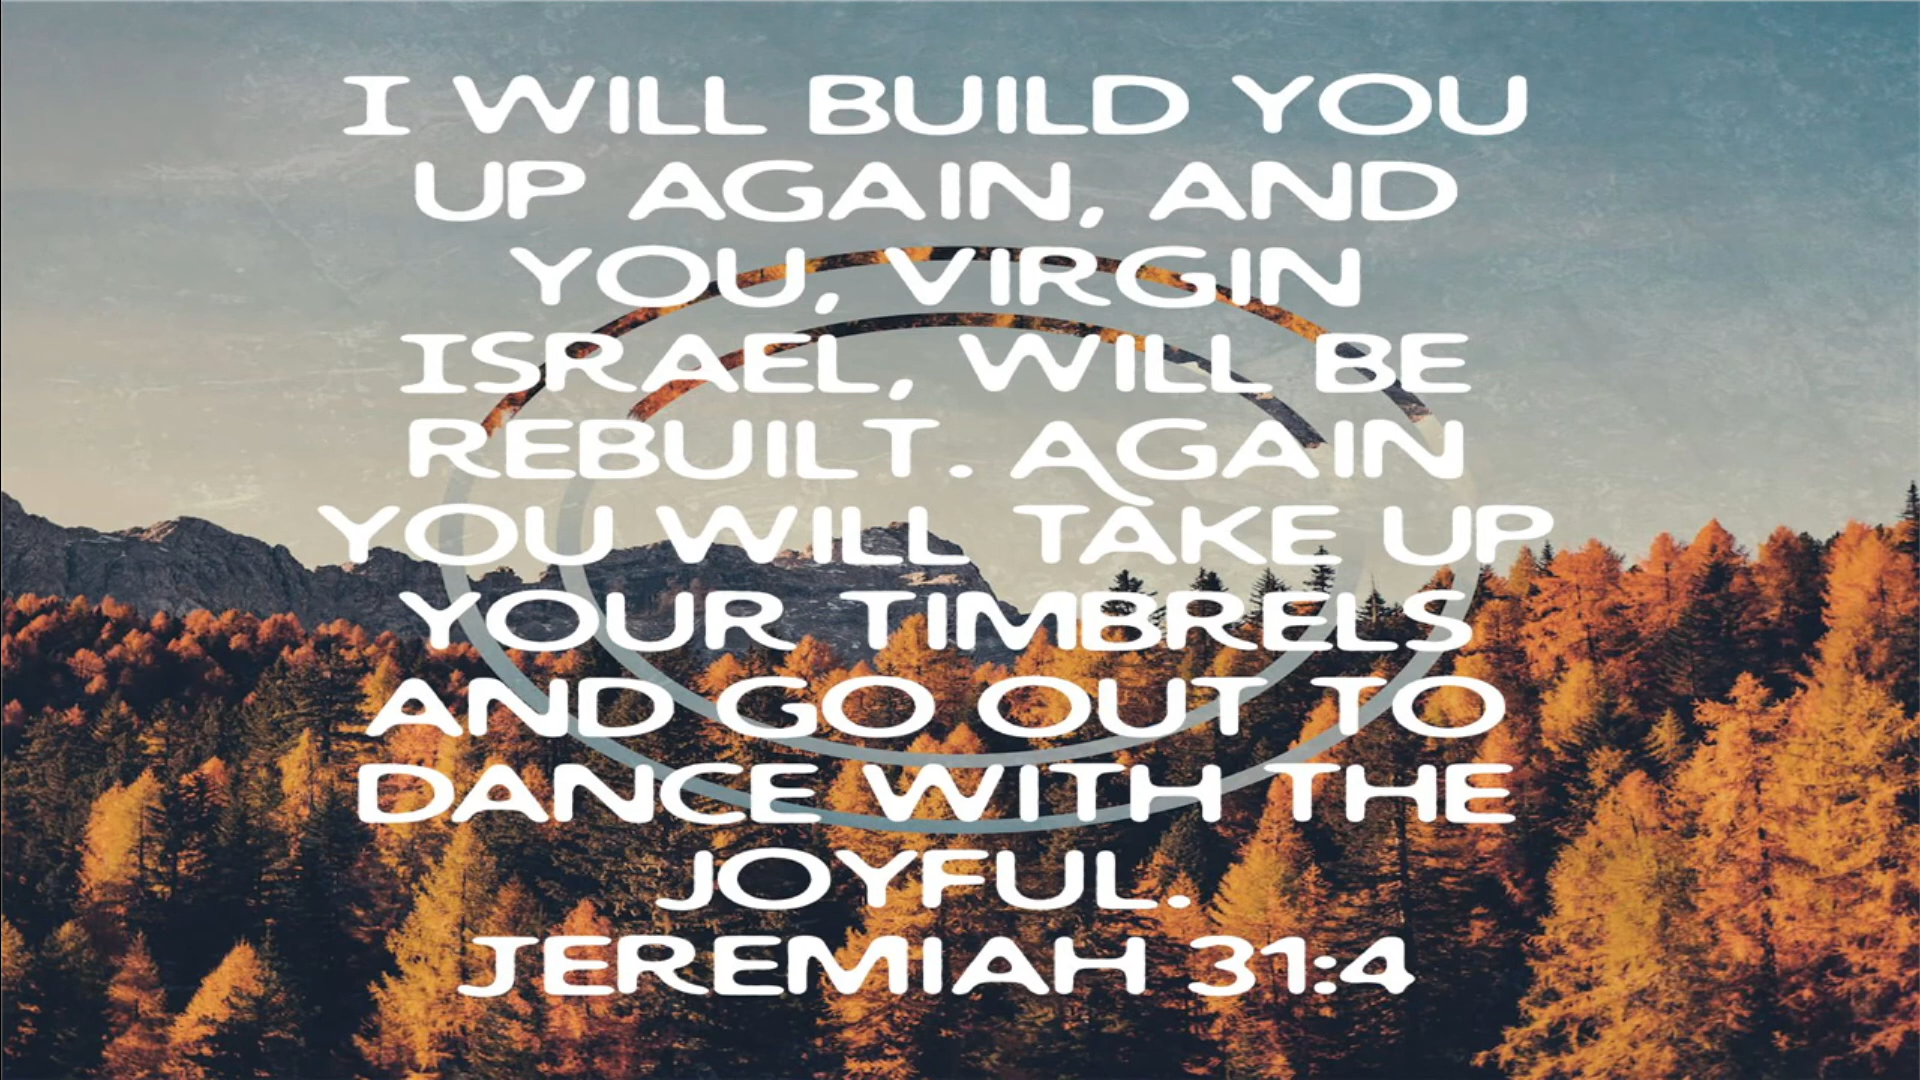 I WILL BUILD YOU
UP AGAIN, AND
YOU, VIRGIN
ISRAEL, WILL BE
REBUILT. AGAIN
YOU WILL TAKE UP
YOUR TIMBRELS
AND GO OUT TO
DANCE WITH THE
JOYFUL.
JEREMIAH 31:4